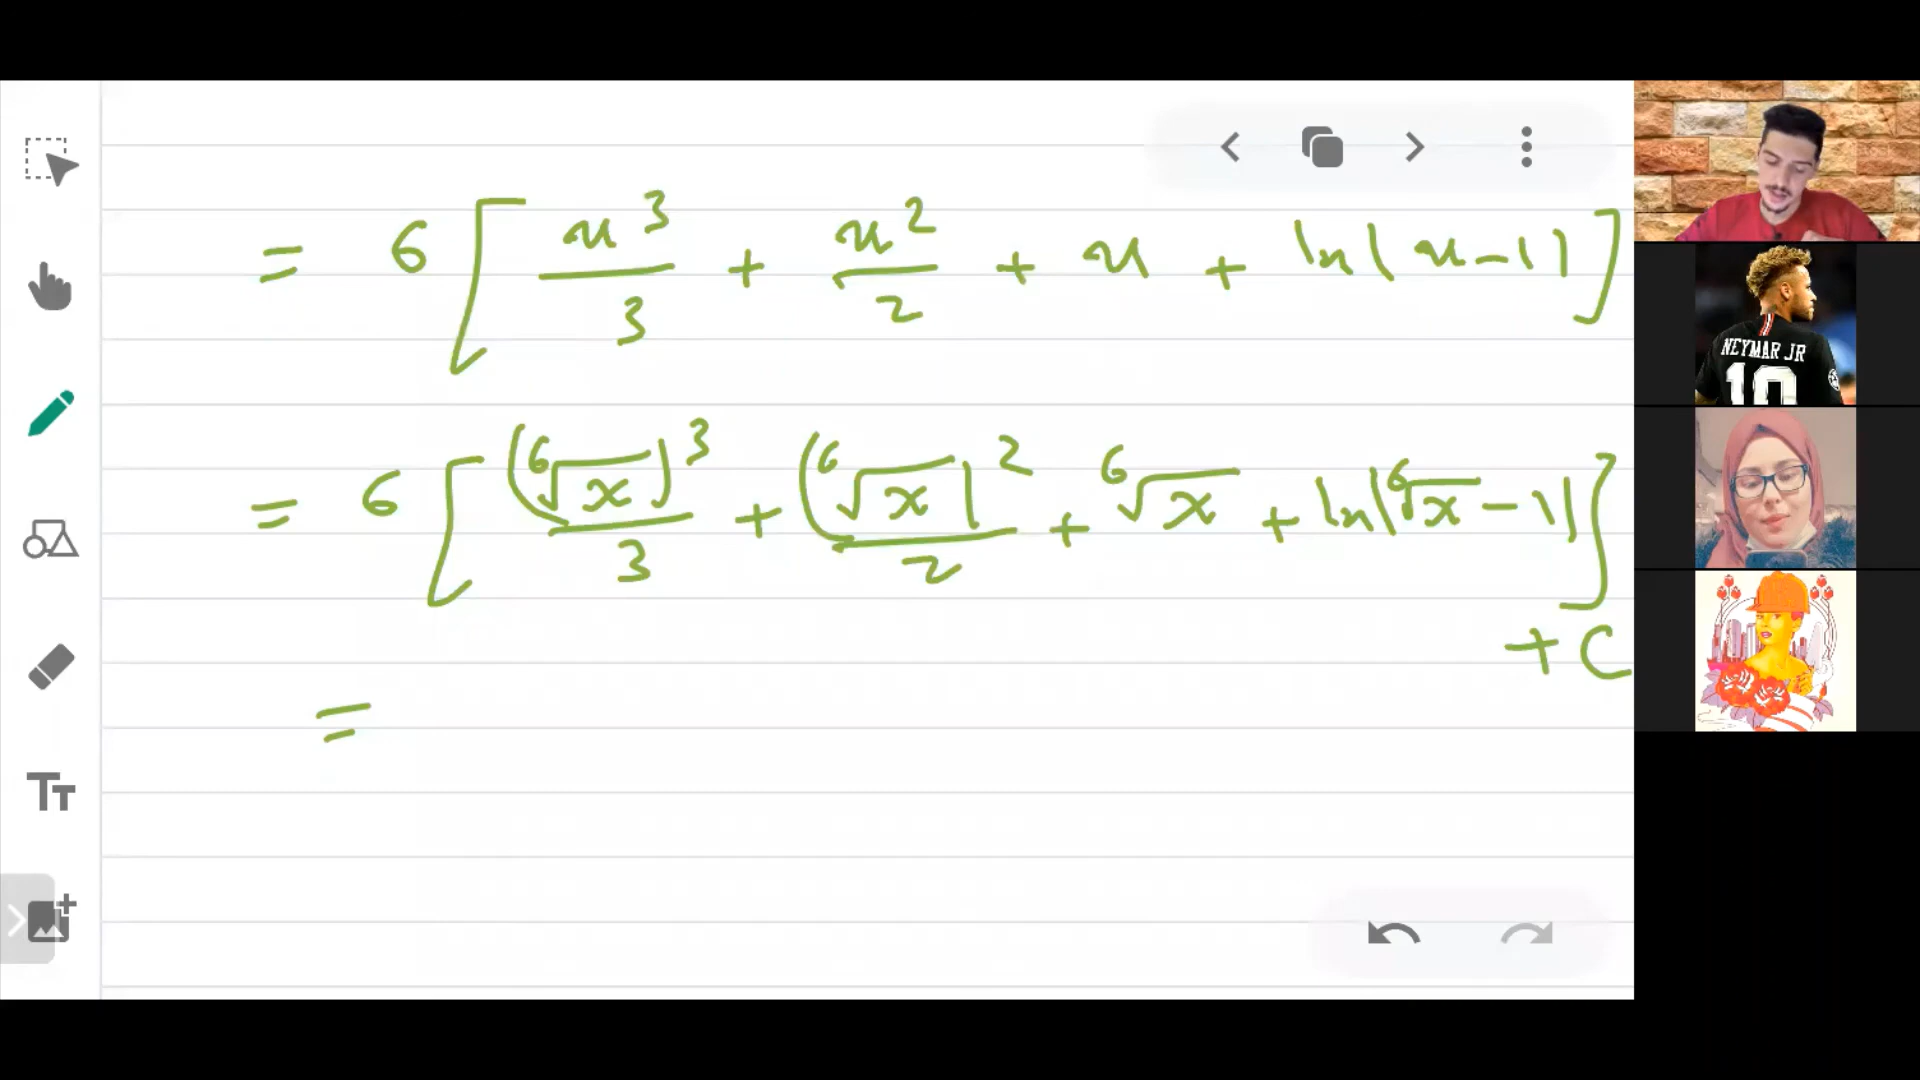 = 6 [ u³/3 + u²/2 + u + ln|u-1| ]
= 6 [ (⁶√x)³/3 + (⁶√x)²/2 + ⁶√x + ln|⁶√x - 1| ]
+ C
=
Tт
NEYMAR JR
10